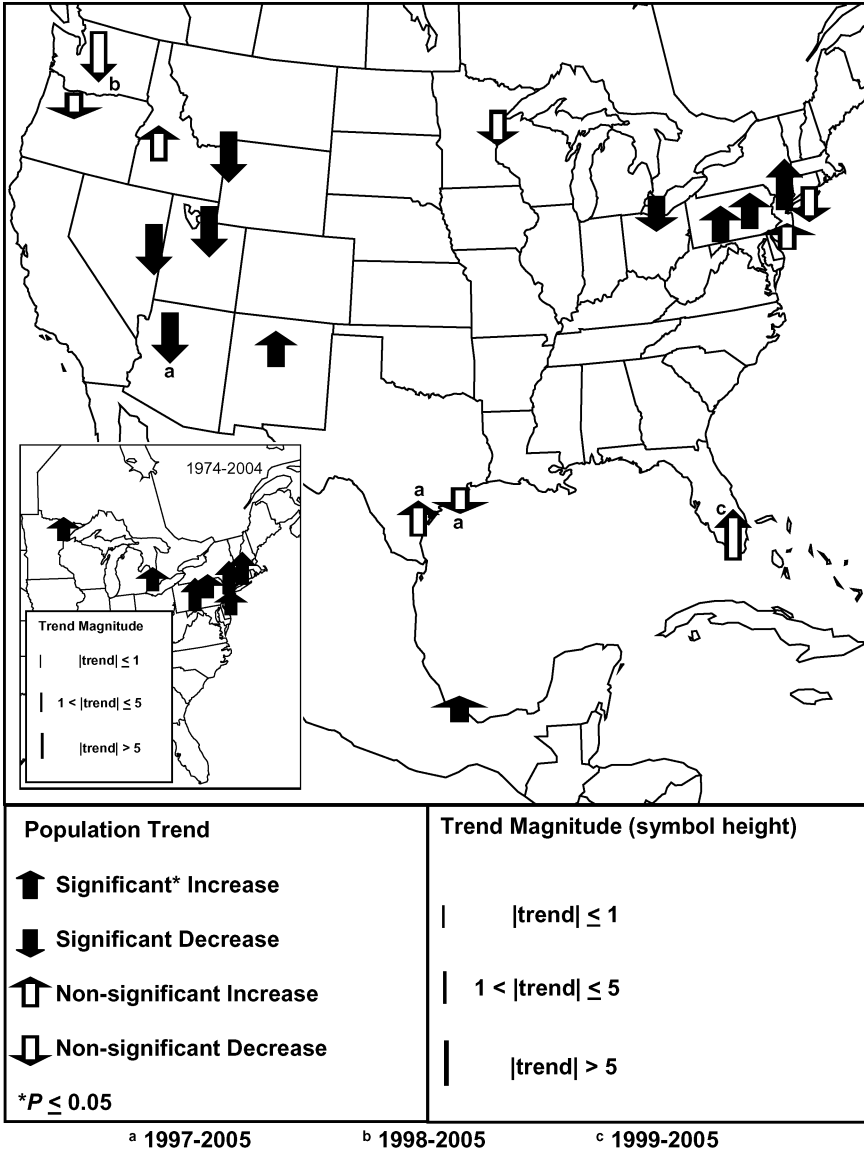 b
a
a
a
c
1974-2004
Trend Magnitude
|trend| ≤ 1
1 < |trend| ≤ 5
|trend| > 5
Population Trend
Significant* Increase
Significant Decrease
Non-significant Increase
Non-significant Decrease
*P ≤ 0.05
Trend Magnitude (symbol height)
|trend| ≤ 1
1 < |trend| ≤ 5
|trend| > 5
a 1997-2005 b 1998-2005 c 1999-2005